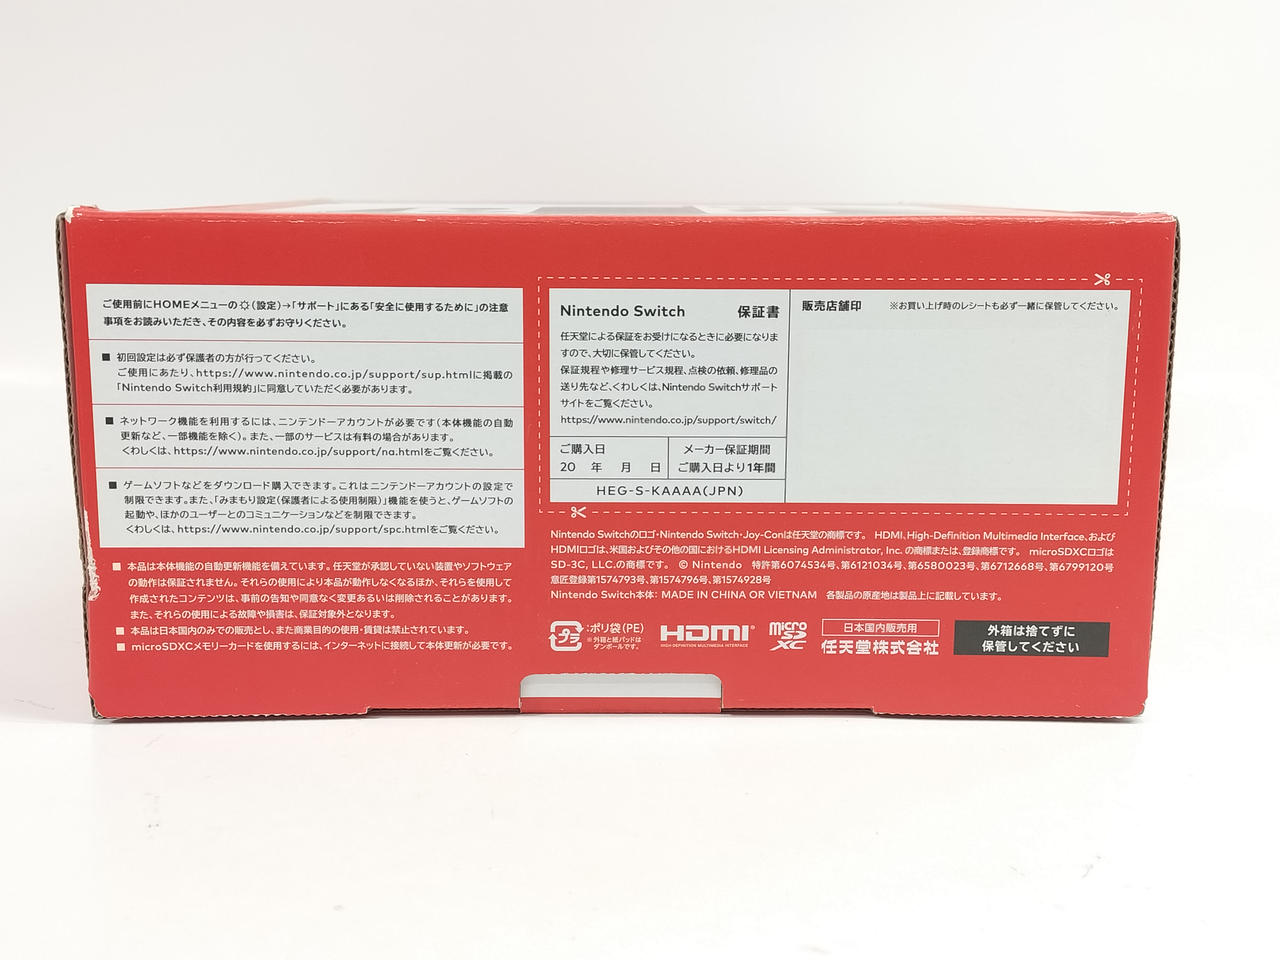 ご使用前にHOMEメニューの(設定)→「サポート」にある「安全に使用するために」の注意
事項をお読みいただき、その内容を必ずお守りください。
■ 初回設定は必ず保護者の方が行ってください。
ご使用にあたり、https://www.nintendo.co.jp/support/sup.htmlに掲載の
「Nintendo Switch利用規約」に同意していただく必要があります。
■ ネットワーク機能を利用するには、ニンテンドーアカウントが必要です(本体機能の自動
更新など、一部機能を除く)。また、一部のサービスは有料の場合があります。
くわしくは、https://www.nintendo.co.jp/support/na.htmlをご覧ください。
■ ゲームソフトなどをダウンロード購入できます。これはニンテンドーアカウントの設定で
制限できます。また、「みまもり設定(保護者による使用制限)」機能を使うと、ゲームソフトの
起動や、ほかのユーザーとのコミュニケーションなどを制限できます。
くわしくは、https://www.nintendo.co.jp/support/spc.htmlをご覧ください。
■ 本品は本体機能の自動更新機能を備えています。任天堂が承認していない装置やソフトウェア
の動作は保証されません。それらの使用により本品が動作しなくなるほか、それらを使用して
作成されたコンテンツは、事前の告知や同意なく変更あるいは削除されることがあります。
また、それらの使用による故障や損害は、保証対象外となります。
■ 本品は日本国内のみでの販売とし、また商業目的の使用・賃貸は禁止されています。
■ microSDXCメモリーカードを使用するには、インターネットに接続して本体更新が必要です。
Nintendo Switch 保証書
任天堂による保証をお受けになるときに必要になりま
すので、大切に保管してください。
保証規程や修理サービス規程、点検の依頼、修理品の
送り先など、くわしくは、Nintendo Switchサポート
サイトをご覧ください。
https://www.nintendo.co.jp/support/switch/
ご購入日
20 年 月 日
メーカー保証期間
ご購入日より1年間
HEG-S-KAAAA(JPN)
販売店舗印 ※お買い上げ時のレシートも必ず一緒に保管してください。
Nintendo Switchのロゴ・Nintendo Switch・Joy-Conは任天堂の商標です。 HDMI、High-Definition Multimedia Interface、および
HDMIロゴは、米国およびその他の国におけるHDMI Licensing Administrator, Inc. の商標または、登録商標です。 microSDXCロゴは
SD-3C, LLC.の商標です。 © Nintendo 特許第6074534号、第6121034号、第6580023号、第6712668号、第6799120号
意匠登録第1574793号、第1574796号、第1574928号
Nintendo Switch本体: MADE IN CHINA OR VIETNAM 各製品の原産地は製品上に記載しています。
プラ
:ポリ袋(PE)
※外箱と紙パッドは
ダンボールです。
HDMI
HIGH-DEFINITION MULTIMEDIA INTERFACE
micro
SD
XC
日本国内販売用
任天堂株式会社
外箱は捨てずに
保管してください